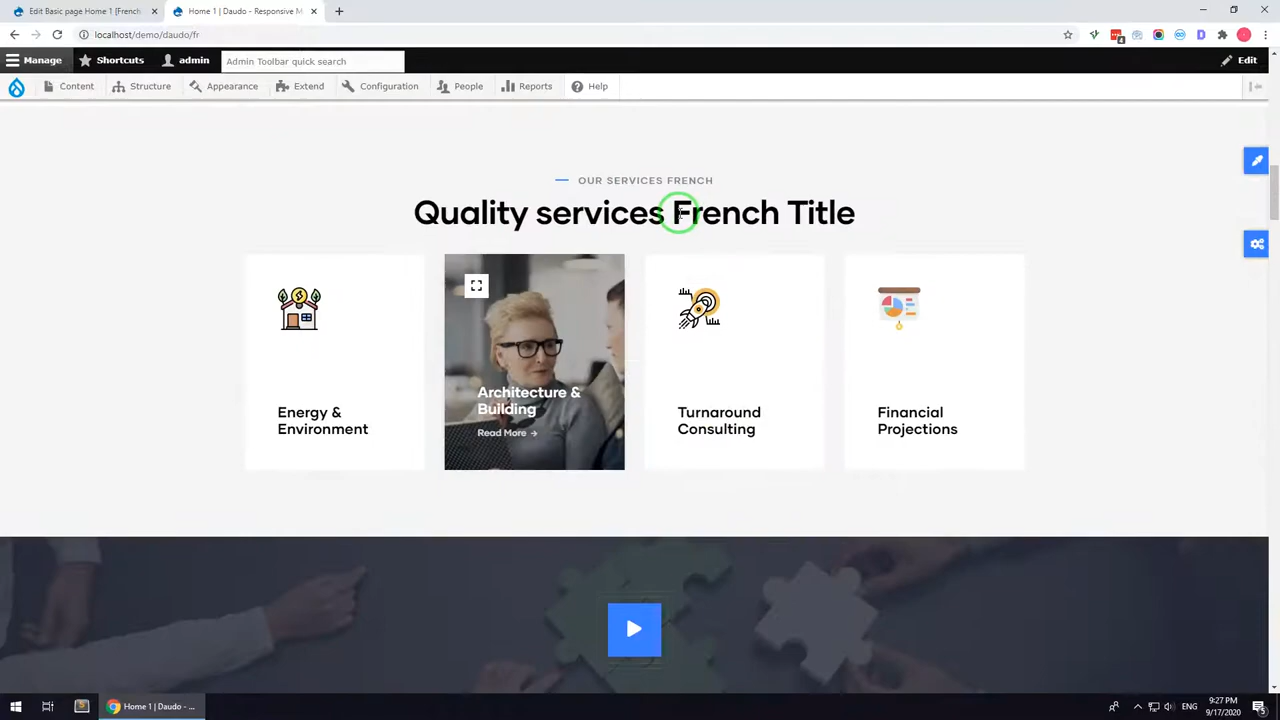 Edit Basic page Home 1 [French
Home 1 | Daudo - Responsive M
localhost/demo/daudo/fr
Manage
Shortcuts
admin
Admin Toolbar quick search
Edit
Content
Structure
Appearance
Extend
Configuration
People
Reports
Help
OUR SERVICES FRENCH
Quality services French Title
Energy &
Environment
Architecture &
Building
Read More →
Turnaround
Consulting
Financial
Projections
Home 1 | Daudo - ...
9:27 PM
9/17/2020